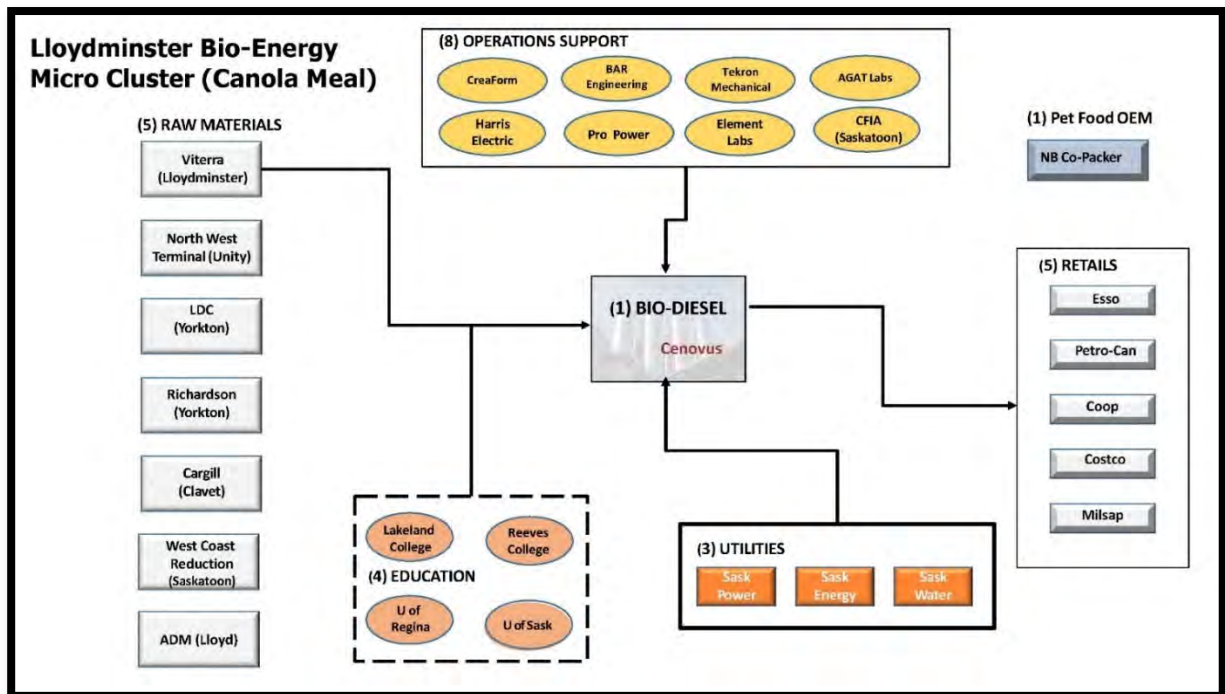 Lloydminster Bio-Energy
Micro Cluster (Canola Meal)
(8) OPERATIONS SUPPORT
CreaForm
BAR
Engineering
Tekron
Mechanical
AGAT Labs
Harris
Electric
Pro Power
Element
Labs
CFIA
(Saskatoon)
(1) Pet Food OEM
NB Co-Packer
(5) RAW MATERIALS
Viterra
(Lloydminster)
North West
Terminal (Unity)
LDC
(Yorkton)
Richardson
(Yorkton)
Cargill
(Clavet)
West Coast
Reduction
(Saskatoon)
ADM (Lloyd)
(1) BIO-DIESEL
Cenovus
(5) RETAILS
Esso
Petro-Can
Coop
Costco
Milsap
Lakeland
College
Reeves
College
(4) EDUCATION
U of
Regina
U of Sask
(3) UTILITIES
Sask
Power
Sask
Energy
Sask
Water